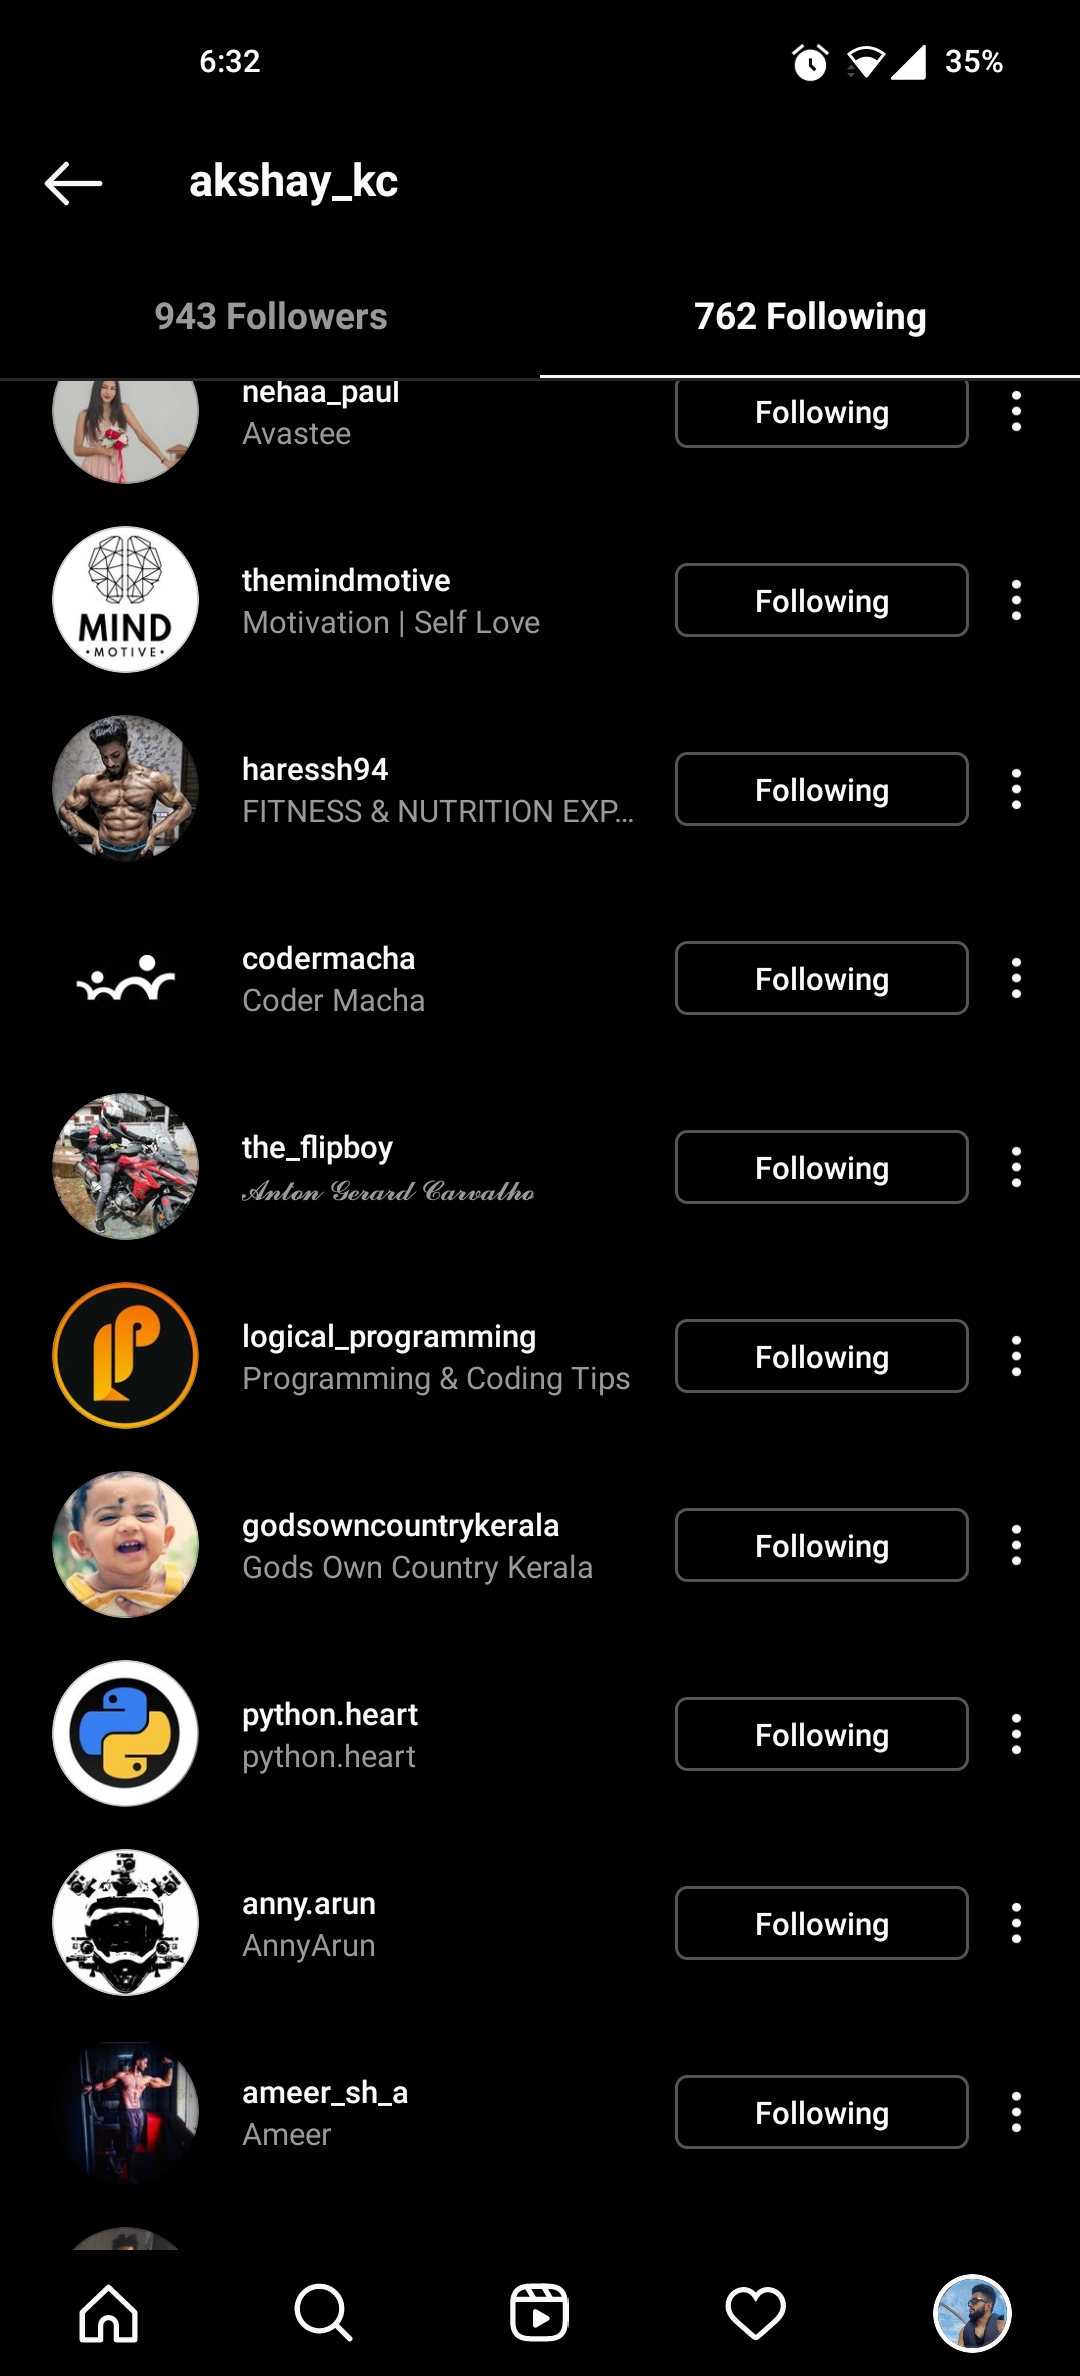 6:32
35%
akshay_kc
943 Followers
762 Following
nehaa_paul
Avastee
Following
MIND
•MOTIVE•
themindmotive
Motivation | Self Love
Following
haressh94
FITNESS & NUTRITION EXP...
Following
codermacha
Coder Macha
Following
the_flipboy
𝒜𝓃𝓉𝑜𝓃 𝒢𝑒𝓇𝒶𝓇𝒹 𝒞𝒶𝓇𝓋𝒶𝓁𝒽𝑜
Following
logical_programming
Programming & Coding Tips
Following
godsowncountrykerala
Gods Own Country Kerala
Following
python.heart
python.heart
Following
anny.arun
AnnyArun
Following
ameer_sh_a
Ameer
Following